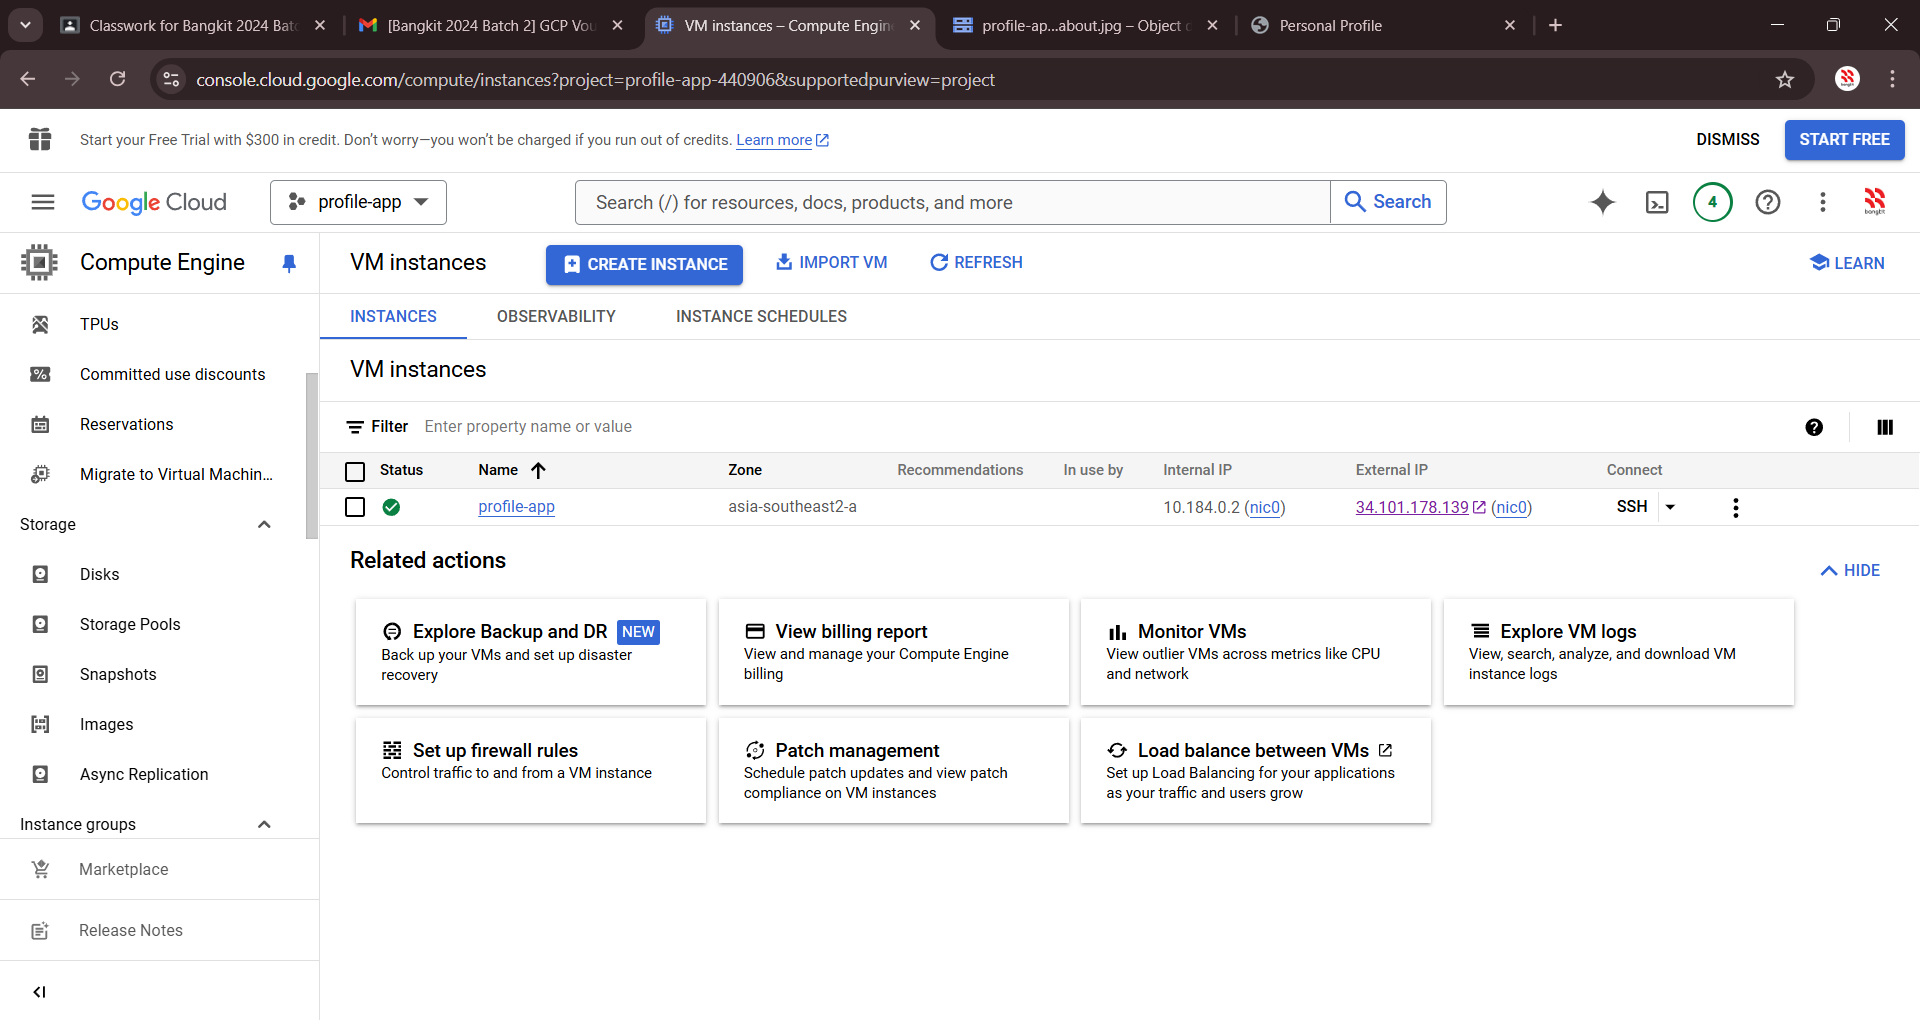 Classwork for Bangkit 2024 Batc
[Bangkit 2024 Batch 2] GCP Vou
VM instances – Compute Engin
profile-ap...about.jpg – Object d
Personal Profile
console.cloud.google.com/compute/instances?project=profile-app-440906&supportedpurview=project
Start your Free Trial with $300 in credit. Don't worry—you won't be charged if you run out of credits. Learn more
DISMISS
START FREE
Google Cloud
profile-app
Search (/) for resources, docs, products, and more
Search
4
bangkit
Compute Engine
VM instances
CREATE INSTANCE
IMPORT VM
REFRESH
LEARN
TPUs
Committed use discounts
Reservations
Migrate to Virtual Machin...
Storage
Disks
Storage Pools
Snapshots
Images
Async Replication
Instance groups
Marketplace
Release Notes
INSTANCES
OBSERVABILITY
INSTANCE SCHEDULES
VM instances
Filter Enter property name or value
Status Name Zone Recommendations In use by Internal IP External IP Connect
profile-app asia-southeast2-a 10.184.0.2 (nic0) 34.101.178.139 (nic0) SSH
Related actions
HIDE
Explore Backup and DR NEW
Back up your VMs and set up disaster
recovery
View billing report
View and manage your Compute Engine
billing
Monitor VMs
View outlier VMs across metrics like CPU
and network
Explore VM logs
View, search, analyze, and download VM
instance logs
Set up firewall rules
Control traffic to and from a VM instance
Patch management
Schedule patch updates and view patch
compliance on VM instances
Load balance between VMs
Set up Load Balancing for your applications
as your traffic and users grow